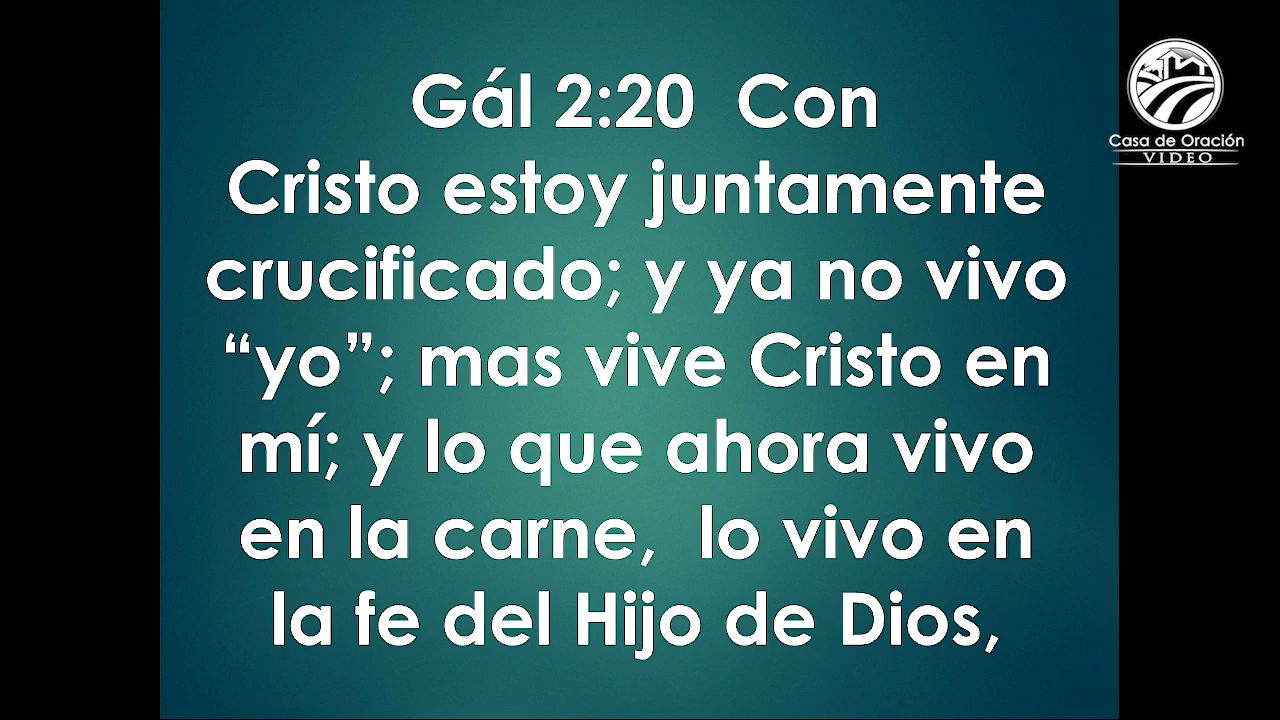 Gál 2:20  Con
Cristo estoy juntamente
crucificado; y ya no vivo
“yo”; mas vive Cristo en
mí; y lo que ahora vivo
en la carne,  lo vivo en
la fe del Hijo de Dios,
Casa de Oración
VIDEO